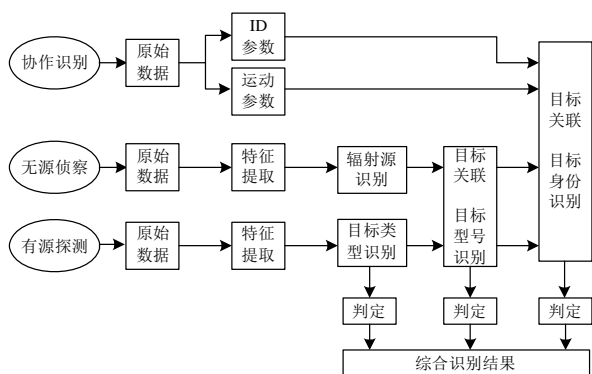 ID
参数
协作识别
原始
数据
运动
参数
目标
关联
目标
身份
识别
无源侦察
原始
数据
特征
提取
辐射源
识别
目标
关联
目标
型号
识别
有源探测
原始
数据
特征
提取
目标类
型识别
判定
判定
判定
综合识别结果